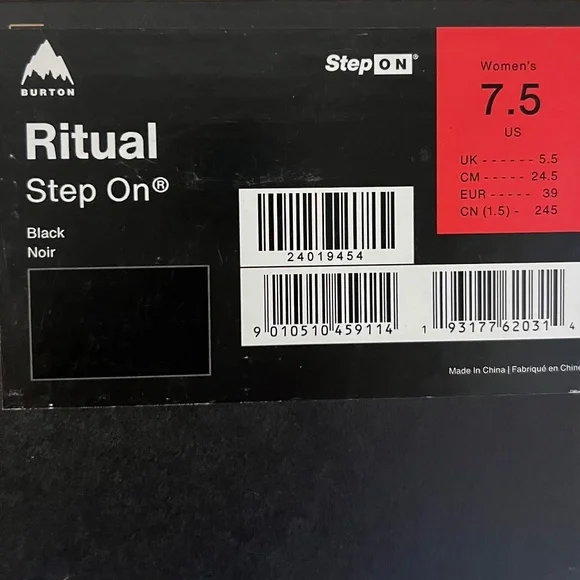 BURTON
Ritual
Step On®
Black
Noir
StepON®
Women's
7.5
US
UK - - - - - - 5.5
CM - - - - - 24.5
EUR - - - - - 39
CN (1.5) - 245
24019454
9 010510 459114
1 93177 62031 4
Made In China | Fabriqué en Chine